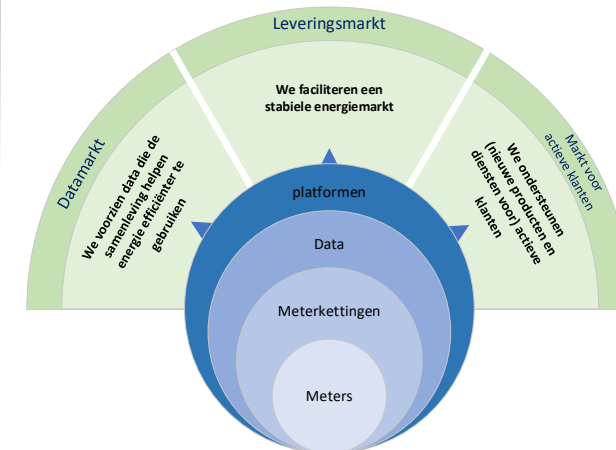 Leveringsmarkt
We faciliteren een
stabiele energiemarkt
Datamarkt
We voorzien data die de
samenleving helpen
energie efficiënter te
gebruiken
Markt voor
actieve klanten
We ondersteunen
(nieuwe producten en
diensten voor) actieve
klanten
platformen
Data
Meterkettingen
Meters